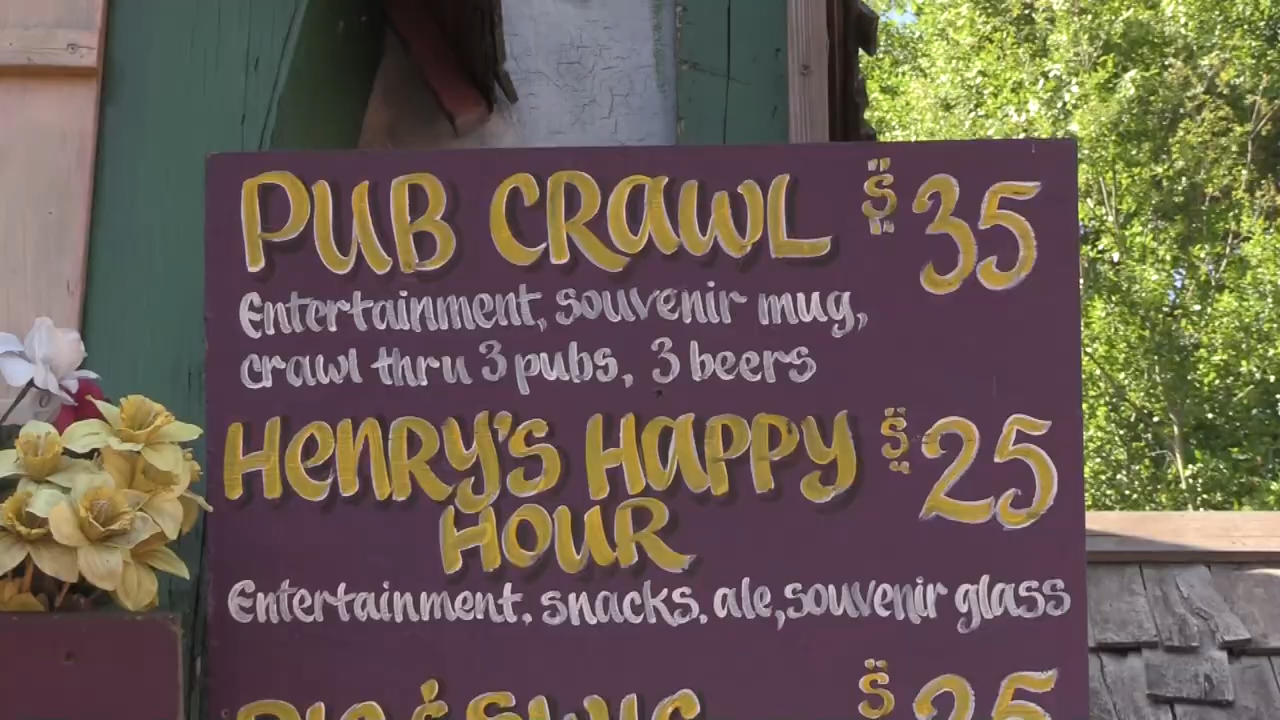 PUB CRAWL $35
Entertainment, souvenir mug,
crawl thru 3 pubs, 3 beers
HENRY'S HAPPY $25
HOUR
Entertainment, snacks, ale, souvenir glass
$25